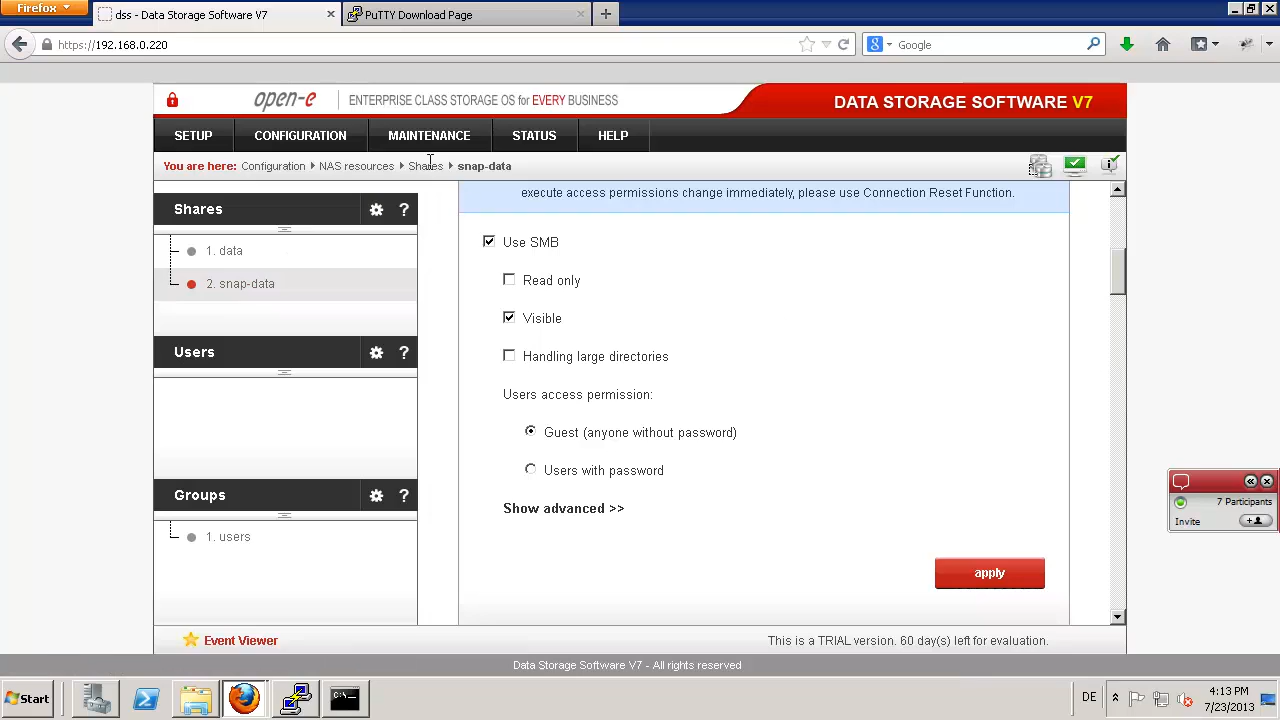 Firefox
dss - Data Storage Software V7
PuTTY Download Page
https://192.168.0.220
Google
open-e
ENTERPRISE CLASS STORAGE OS for EVERY BUSINESS
DATA STORAGE SOFTWARE V7
SETUP
CONFIGURATION
MAINTENANCE
STATUS
HELP
You are here: Configuration NAS resources Shares snap-data
Shares
?
1. data
2. snap-data
Users
?
Groups
?
1. users
execute access permissions change immediately, please use Connection Reset Function.
Use SMB
Read only
Visible
Handling large directories
Users access permission:
Guest (anyone without password)
Users with password
Show advanced >>
apply
7 Participants
Invite
Event Viewer
This is a TRIAL version. 60 day(s) left for evaluation.
Data Storage Software V7 - All rights reserved
Start
DE
4:13 PM
7/23/2013